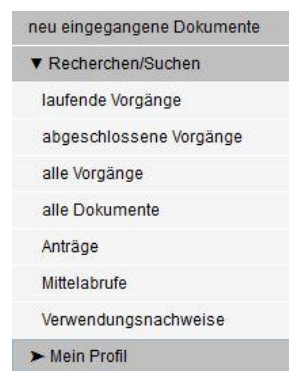 neu eingegangene Dokumente
▼ Recherchen/Suchen
laufende Vorgänge
abgeschlossene Vorgänge
alle Vorgänge
alle Dokumente
Anträge
Mittelabrufe
Verwendungsnachweise
➤ Mein Profil